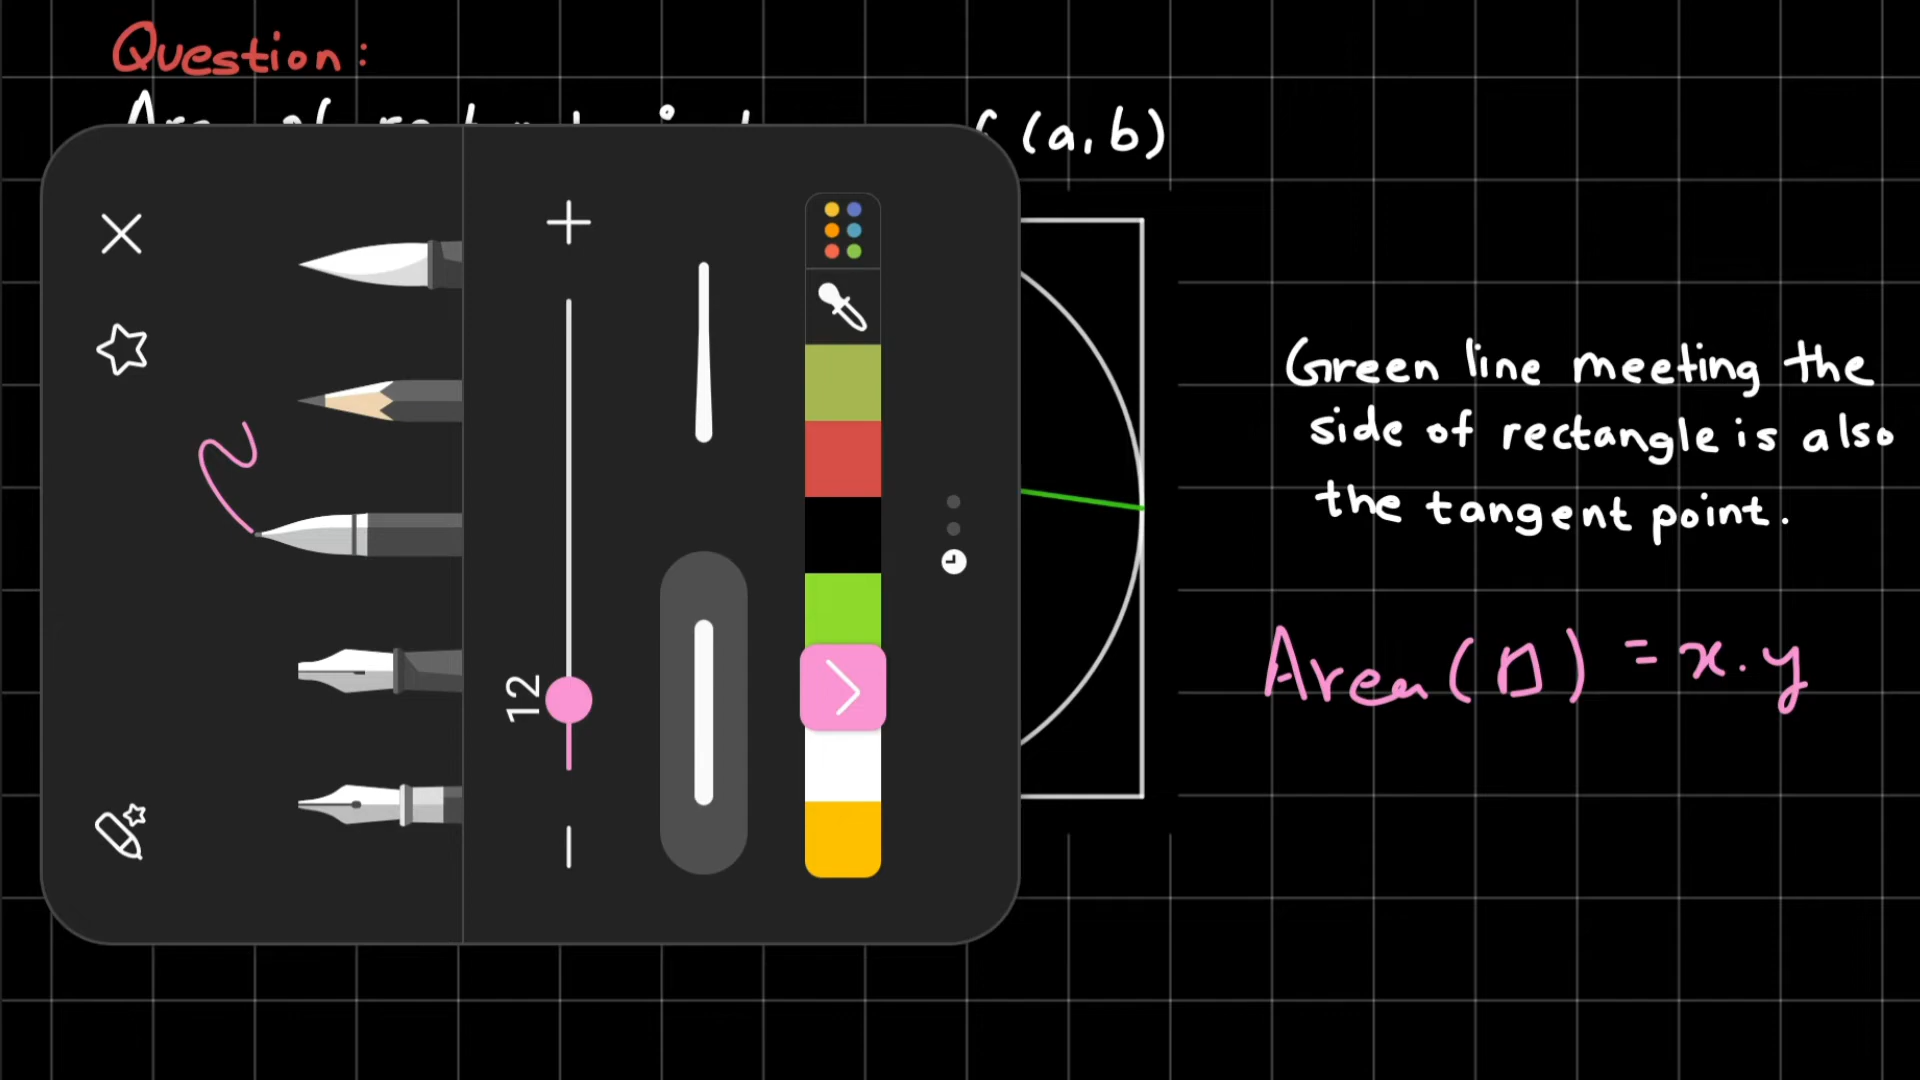 Question:
(a,b)
Green line meeting the
side of rectangle is also
the tangent point.
Area(□) = x.y
12